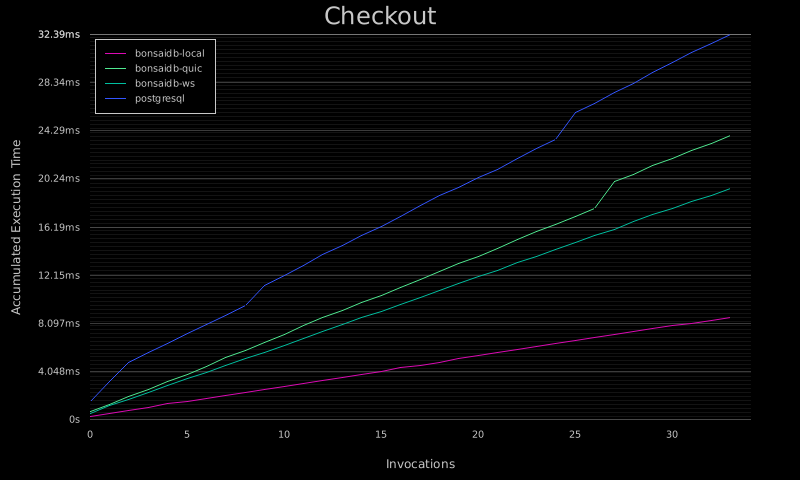 Checkout
32.39ms
28.34ms
24.29ms
20.24ms
16.19ms
12.15ms
8.097ms
4.048ms
0s
bonsaidb-local
bonsaidb-quic
bonsaidb-ws
postgresql
Accumulated Execution Time
0 5 10 15 20 25 30
Invocations